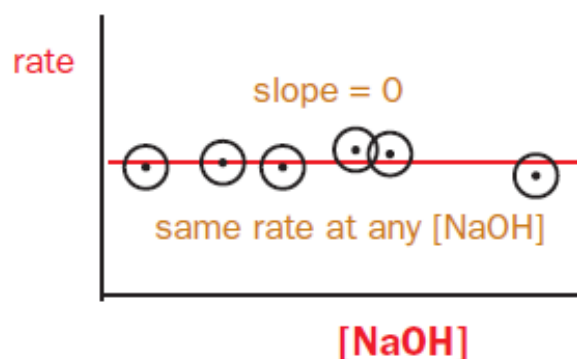 rate
slope = 0
same rate at any [NaOH]
[NaOH]